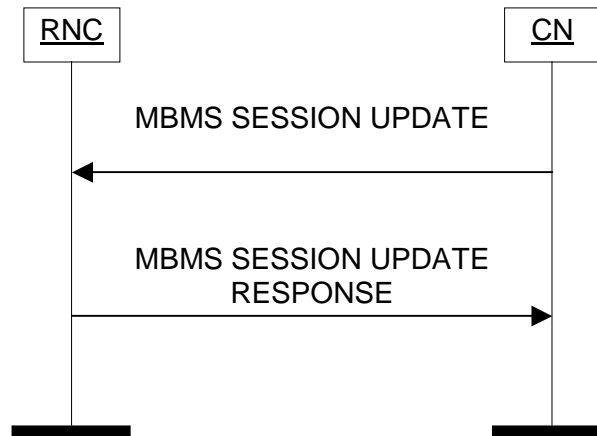 RNC
CN
MBMS SESSION UPDATE
MBMS SESSION UPDATE
RESPONSE